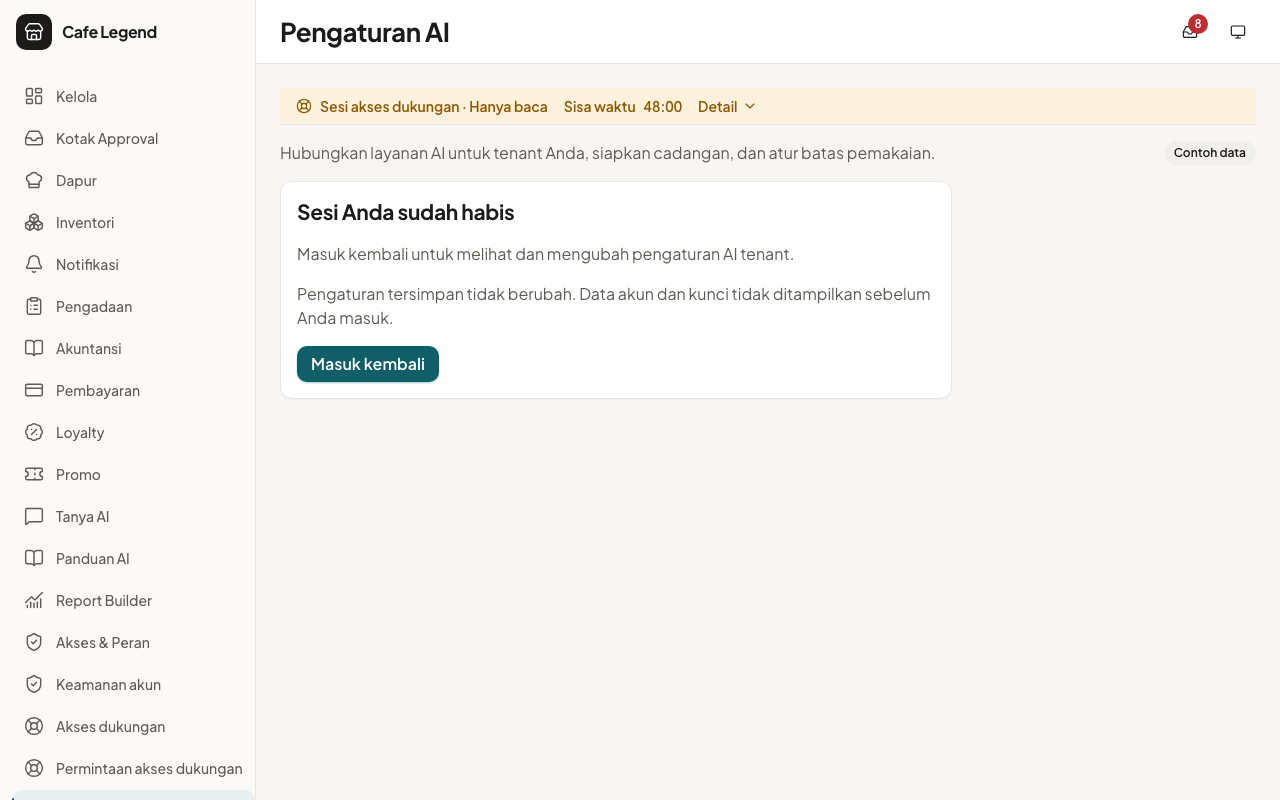 Cafe Legend
Kelola
Kotak Approval
Dapur
Inventori
Notifikasi
Pengadaan
Akuntansi
Pembayaran
Loyalty
Promo
Tanya AI
Panduan AI
Report Builder
Akses & Peran
Keamanan akun
Akses dukungan
Permintaan akses dukungan
Pengaturan AI
8
Sesi akses dukungan · Hanya baca Sisa waktu 48:00 Detail
Hubungkan layanan AI untuk tenant Anda, siapkan cadangan, dan atur batas pemakaian.
Contoh data
Sesi Anda sudah habis
Masuk kembali untuk melihat dan mengubah pengaturan AI tenant.
Pengaturan tersimpan tidak berubah. Data akun dan kunci tidak ditampilkan sebelum
Anda masuk.
Masuk kembali